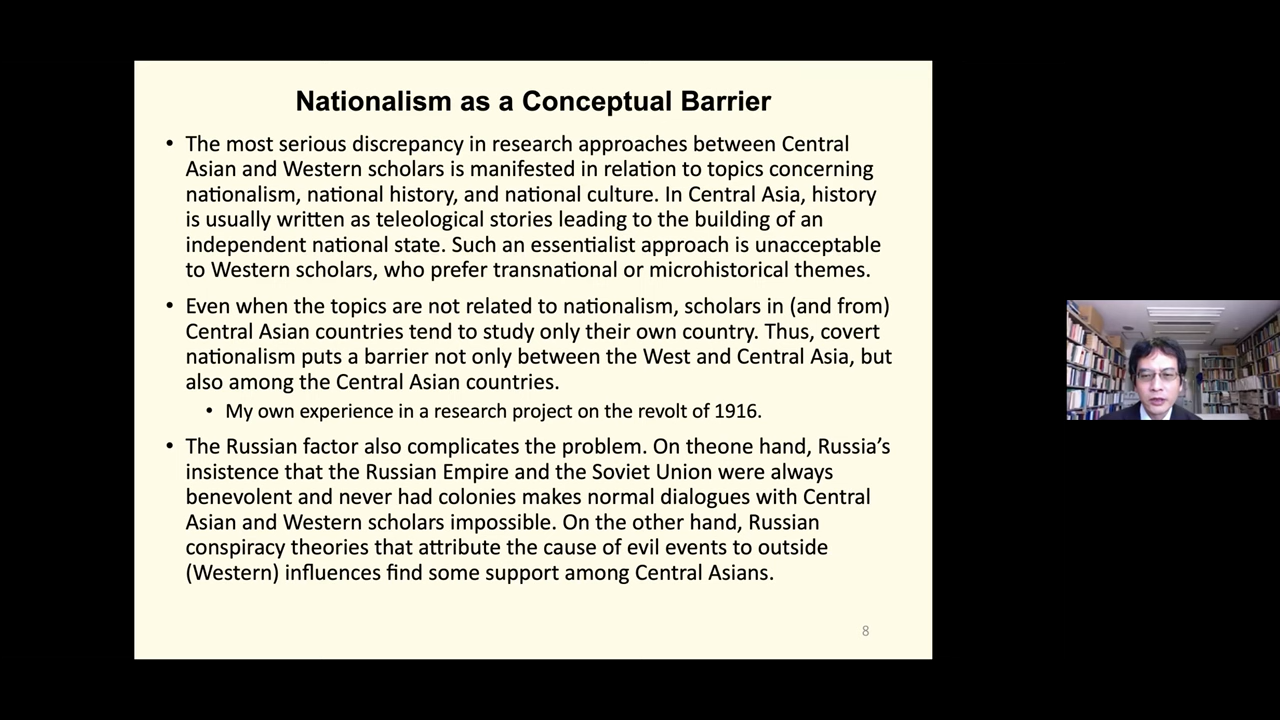 Nationalism as a Conceptual Barrier
• The most serious discrepancy in research approaches between Central
Asian and Western scholars is manifested in relation to topics concerning
nationalism, national history, and national culture. In Central Asia, history
is usually written as teleological stories leading to the building of an
independent national state. Such an essentialist approach is unacceptable
to Western scholars, who prefer transnational or microhistorical themes.
• Even when the topics are not related to nationalism, scholars in (and from)
Central Asian countries tend to study only their own country. Thus, covert
nationalism puts a barrier not only between the West and Central Asia, but
also among the Central Asian countries.
• My own experience in a research project on the revolt of 1916.
• The Russian factor also complicates the problem. On theone hand, Russia’s
insistence that the Russian Empire and the Soviet Union were always
benevolent and never had colonies makes normal dialogues with Central
Asian and Western scholars impossible. On the other hand, Russian
conspiracy theories that attribute the cause of evil events to outside
(Western) influences find some support among Central Asians.
8